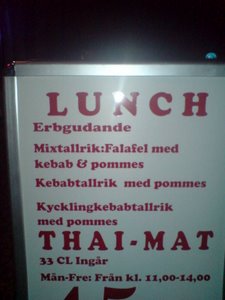 LUNCH
Erbgudande
Mixtallrik:Falafel med
kebab & pommes
Kebabtallrik med pommes
Kycklingkebabtallrik
med pommes
THAI-MAT
33 CL Ingår
Mån-Fre: Från kl. 11,00-14,00